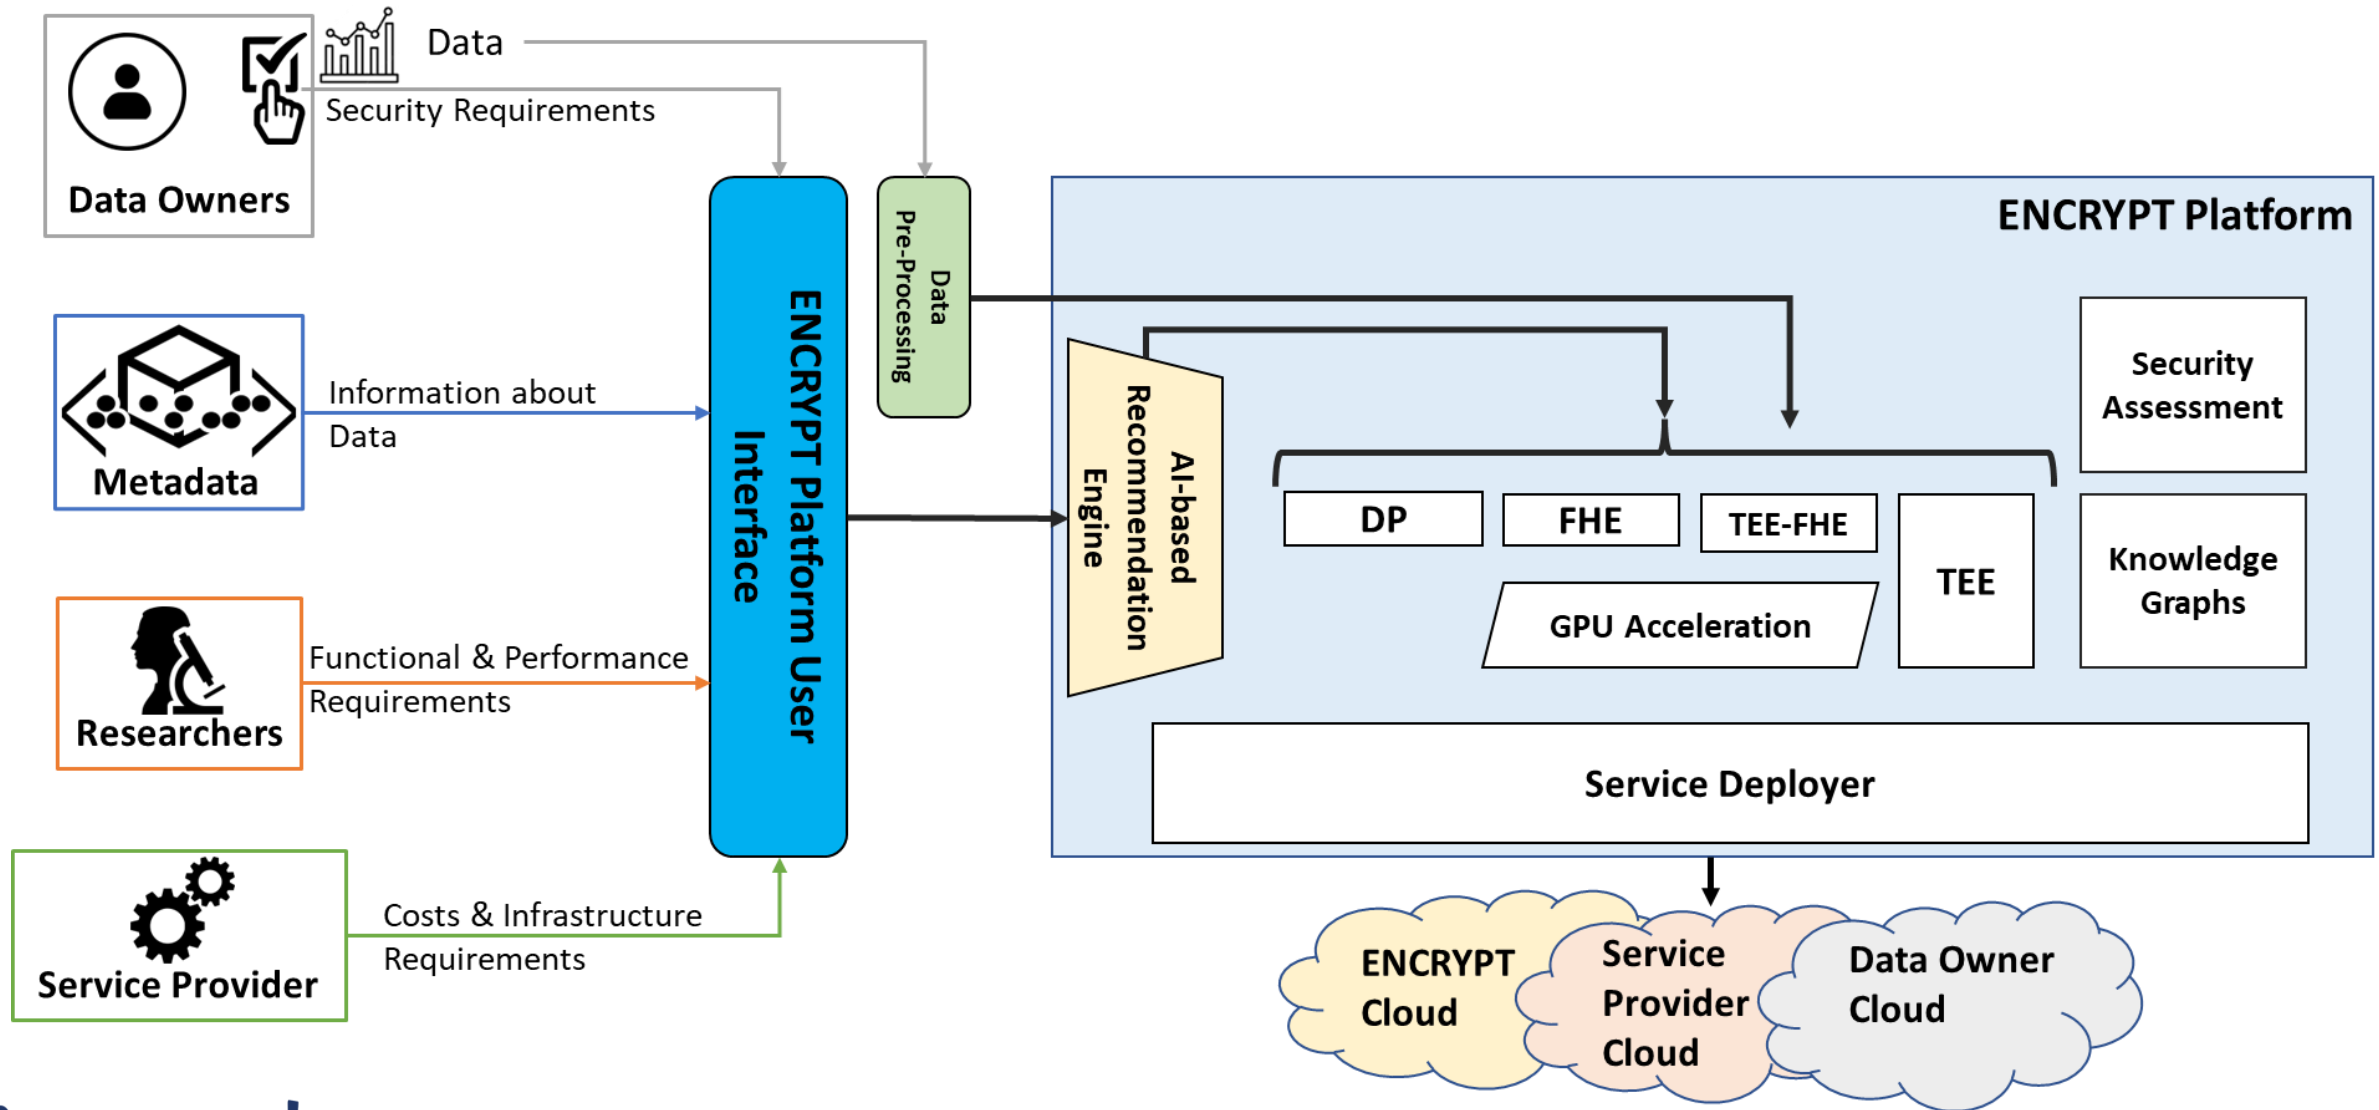 Data
Security Requirements
Data Owners
Information about
Data
Metadata
Functional & Performance
Requirements
Researchers
Costs & Infrastructure
Requirements
Service Provider
ENCRYPT Platform User
Interface
Data
Pre-Processing
ENCRYPT Platform
AI-based
Recommendation
Engine
DP
FHE
TEE-FHE
TEE
GPU Acceleration
Security
Assessment
Knowledge
Graphs
Service Deployer
ENCRYPT
Cloud
Service
Provider
Cloud
Data Owner
Cloud